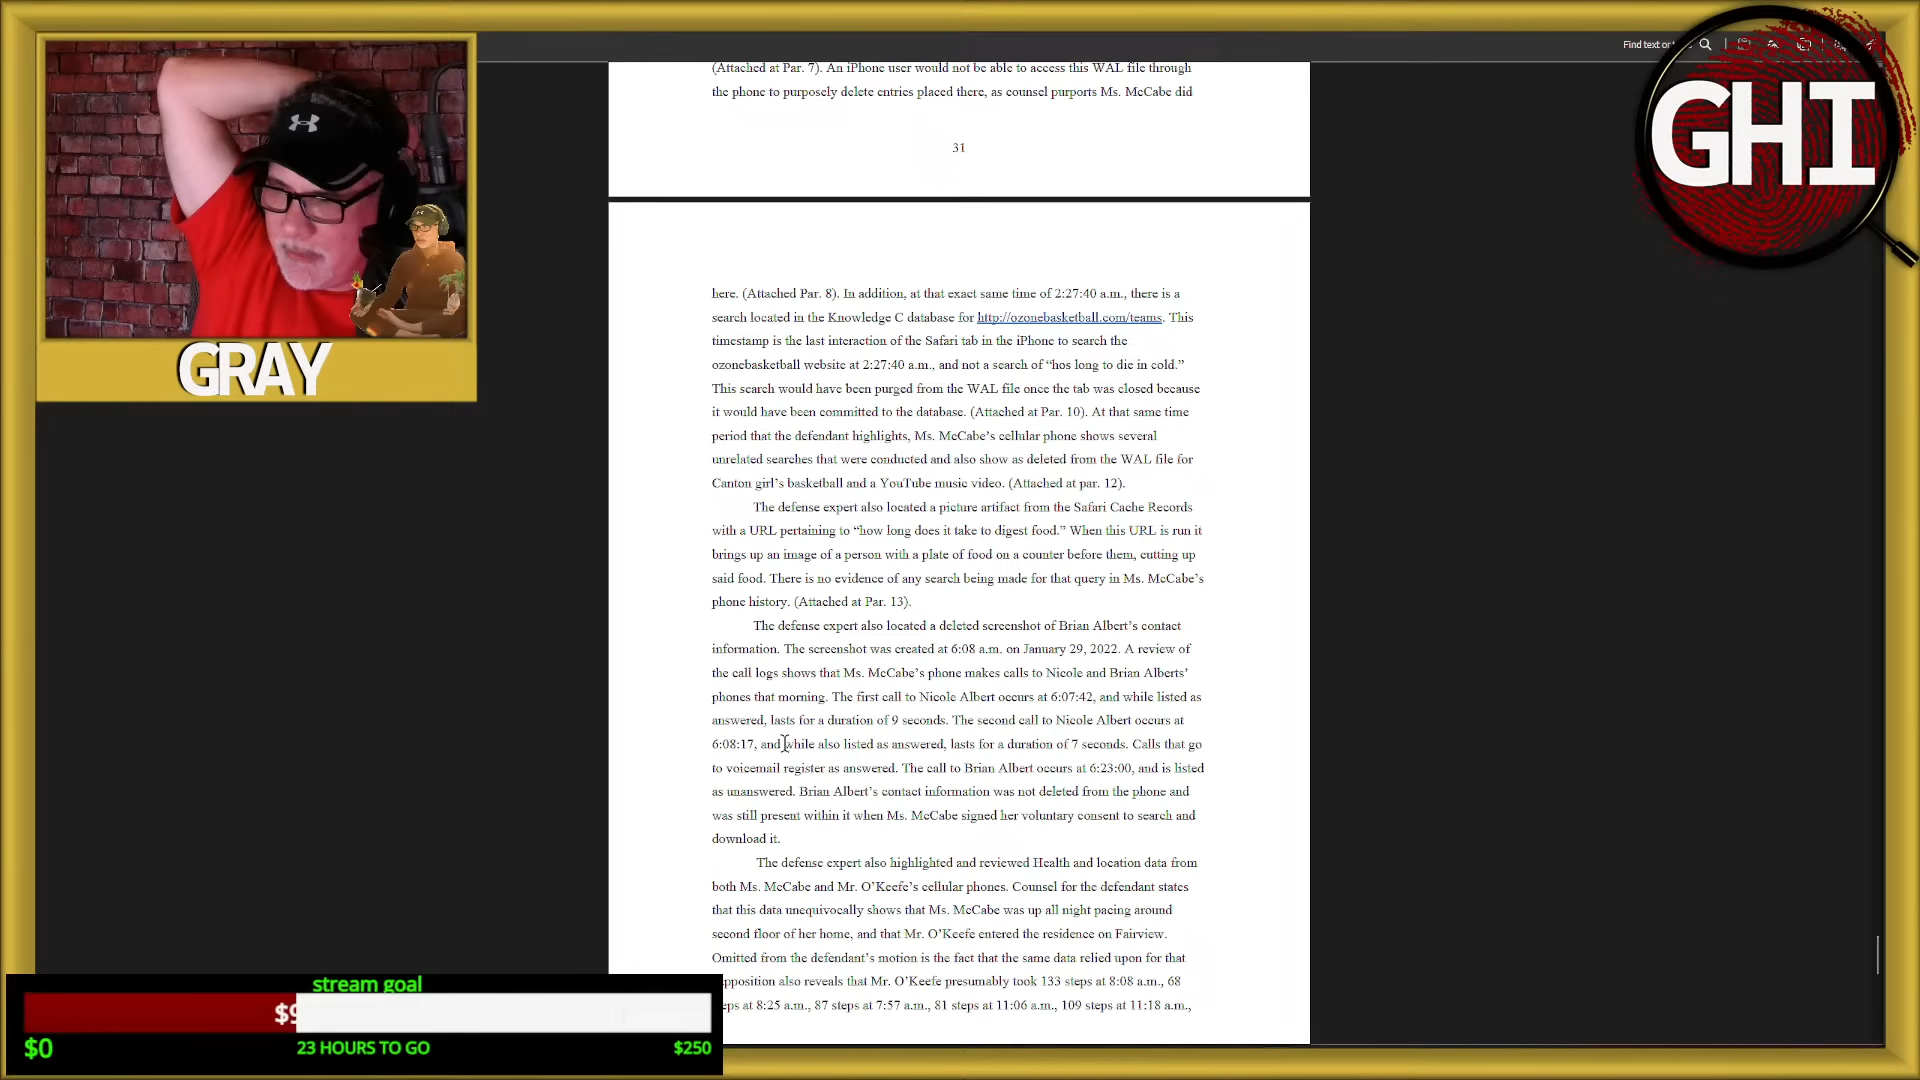 Find text or
GHI
GRAY
(Attached at Par. 7). An iPhone user would not be able to access this WAL file through
the phone to purposely delete entries placed there, as counsel purports Ms. McCabe did
31
here. (Attached Par. 8). In addition, at that exact same time of 2:27:40 a.m., there is a
search located in the Knowledge C database for http://ozonebasketball.com/teams. This
timestamp is the last interaction of the Safari tab in the iPhone to search the
ozonebasketball website at 2:27:40 a.m., and not a search of “hos long to die in cold.”
This search would have been purged from the WAL file once the tab was closed because
it would have been committed to the database. (Attached at Par. 10). At that same time
period that the defendant highlights, Ms. McCabe’s cellular phone shows several
unrelated searches that were conducted and also show as deleted from the WAL file for
Canton girl’s basketball and a YouTube music video. (Attached at par. 12).
The defense expert also located a picture artifact from the Safari Cache Records
with a URL pertaining to “how long does it take to digest food.” When this URL is run it
brings up an image of a person with a plate of food on a counter before them, cutting up
said food. There is no evidence of any search being made for that query in Ms. McCabe’s
phone history. (Attached at Par. 13).
The defense expert also located a deleted screenshot of Brian Albert’s contact
information. The screenshot was created at 6:08 a.m. on January 29, 2022. A review of
the call logs shows that Ms. McCabe’s phone makes calls to Nicole and Brian Alberts’
phones that morning. The first call to Nicole Albert occurs at 6:07:42, and while listed as
answered, lasts for a duration of 9 seconds. The second call to Nicole Albert occurs at
6:08:17, and while also listed as answered, lasts for a duration of 7 seconds. Calls that go
to voicemail register as answered. The call to Brian Albert occurs at 6:23:00, and is listed
as unanswered. Brian Albert’s contact information was not deleted from the phone and
was still present within it when Ms. McCabe signed her voluntary consent to search and
download it.
The defense expert also highlighted and reviewed Health and location data from
both Ms. McCabe and Mr. O’Keefe’s cellular phones. Counsel for the defendant states
that this data unequivocally shows that Ms. McCabe was up all night pacing around
second floor of her home, and that Mr. O’Keefe entered the residence on Fairview.
Omitted from the defendant’s motion is the fact that the same data relied upon for that
also reveals that Mr. O’Keefe presumably took 133 steps at 8:08 a.m., 68
at 8:25 a.m., 87 steps at 7:57 a.m., 81 steps at 11:06 a.m., 109 steps at 11:18 a.m.,
stream goal
$0
23 HOURS TO GO
$250